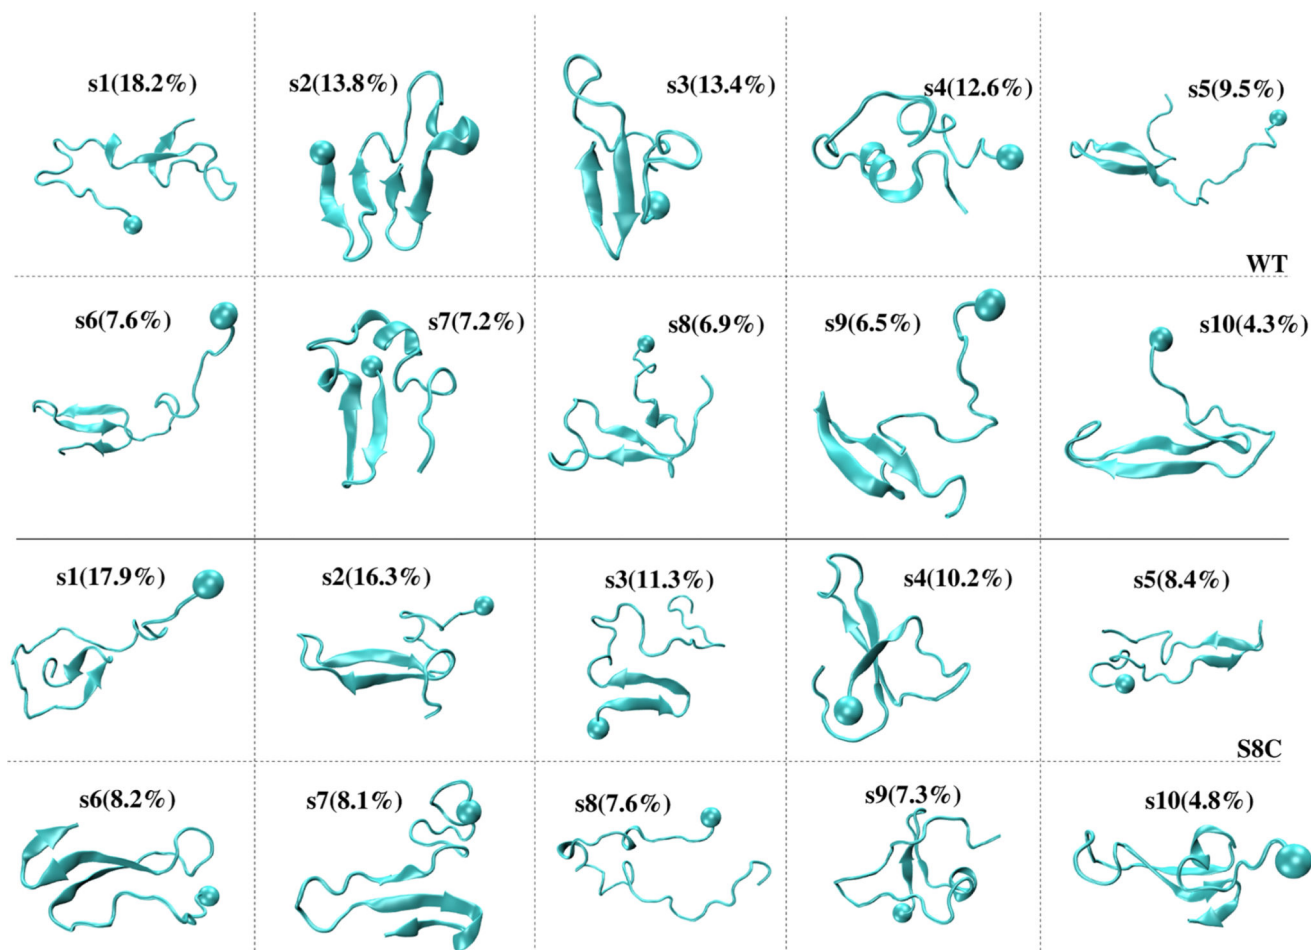 s1(18.2%)
s2(13.8%)
s3(13.4%)
s4(12.6%)
s5(9.5%)
WT
s6(7.6%)
s7(7.2%)
s8(6.9%)
s9(6.5%)
s10(4.3%)
s1(17.9%)
s2(16.3%)
s3(11.3%)
s4(10.2%)
s5(8.4%)
S8C
s6(8.2%)
s7(8.1%)
s8(7.6%)
s9(7.3%)
s10(4.8%)